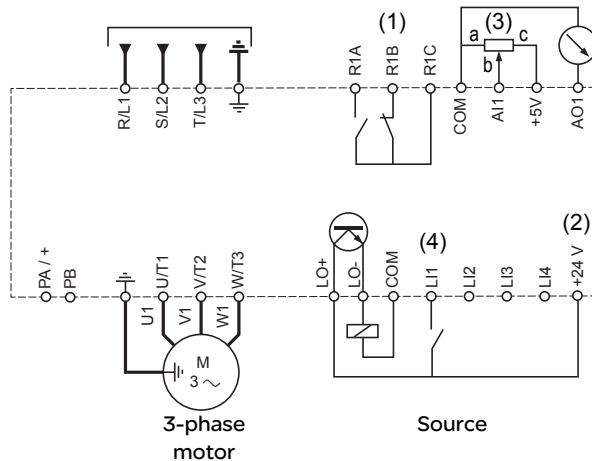 (1)
(3)
a
c
b
R1A
R1B
R1C
COM
AI1
+5V
AO1
R/L1
S/L2
T/L3
(4)
(2)
PA / +
PB
U/T1
V/T2
W/T3
LO+
LO-
COM
LI1
LI2
LI3
LI4
+24 V
U1
V1
W1
M
3 ~
3-phase
motor
Source